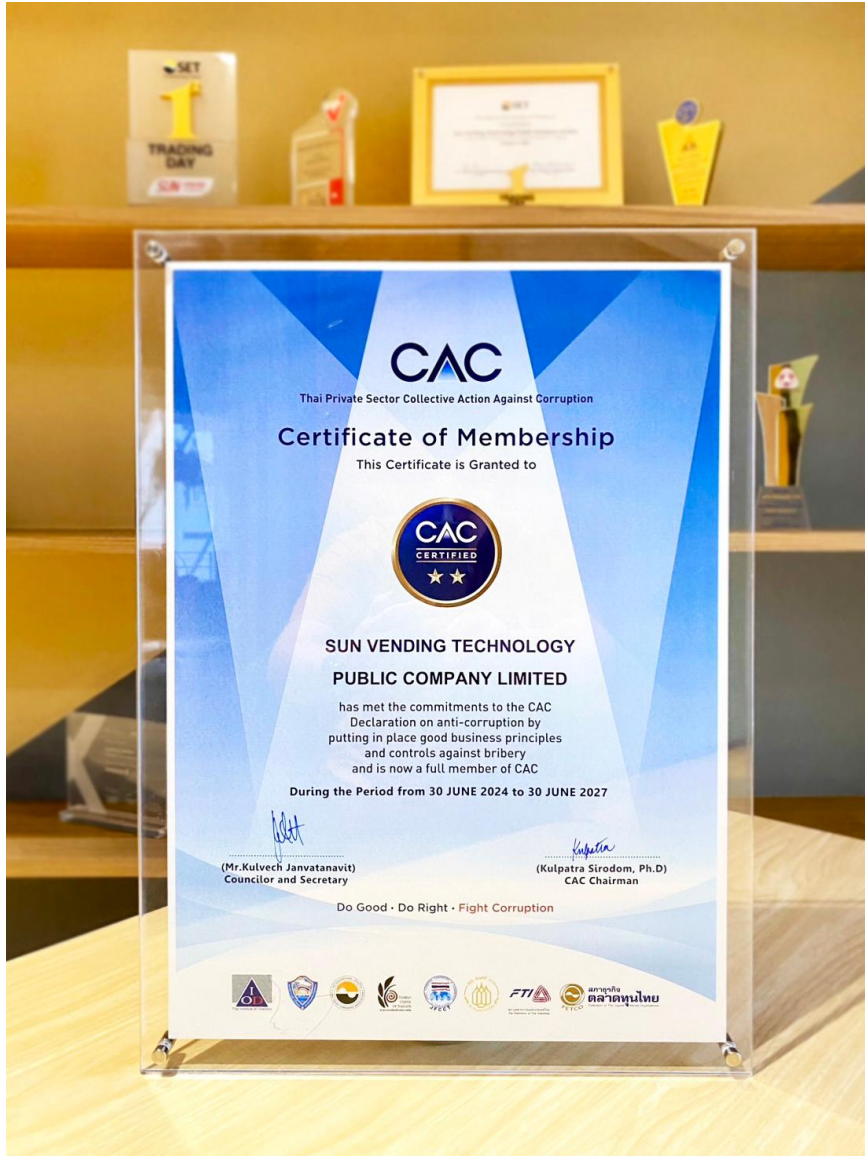 SET
1st
TRADING
DAY
SUN
SET
CAC
Thai Private Sector Collective Action Against Corruption
Certificate of Membership
This Certificate is Granted to
CAC
CERTIFIED
SUN VENDING TECHNOLOGY
PUBLIC COMPANY LIMITED
has met the commitments to the CAC
Declaration on anti-corruption by
putting in place good business principles
and controls against bribery
and is now a full member of CAC
During the Period from 30 JUNE 2024 to 30 JUNE 2027
Kulpatra
(Mr.Kulvech Janvatanavit)
Councilor and Secretary
(Kulpatra Sirodom, Ph.D)
CAC Chairman
Do Good · Do Right · Fight Corruption
IOD
JFCCT
FTI
FETCO
สภาธุรกิจ
ตลาดทุนไทย